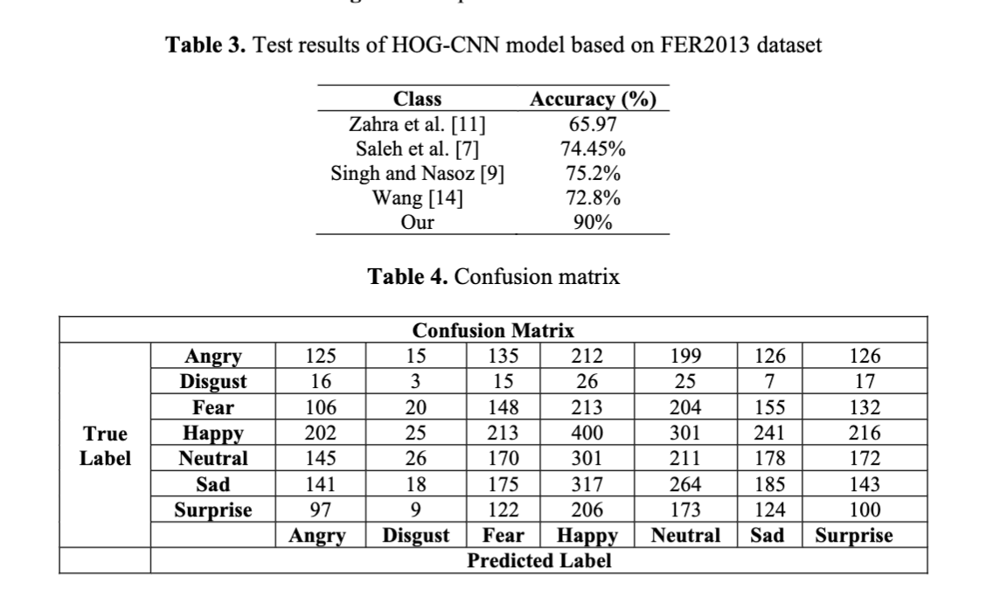 Table 3. Test results of HOG-CNN model based on FER2013 dataset
Class Accuracy (%)
Zahra et al. [11] 65.97
Saleh et al. [7] 74.45%
Singh and Nasoz [9] 75.2%
Wang [14] 72.8%
Our 90%
Table 4. Confusion matrix
Confusion Matrix
Angry 125 15 135 212 199 126 126
Disgust 16 3 15 26 25 7 17
Fear 106 20 148 213 204 155 132
True Label
Happy 202 25 213 400 301 241 216
Neutral 145 26 170 301 211 178 172
Sad 141 18 175 317 264 185 143
Surprise 97 9 122 206 173 124 100
Angry Disgust Fear Happy Neutral Sad Surprise
Predicted Label